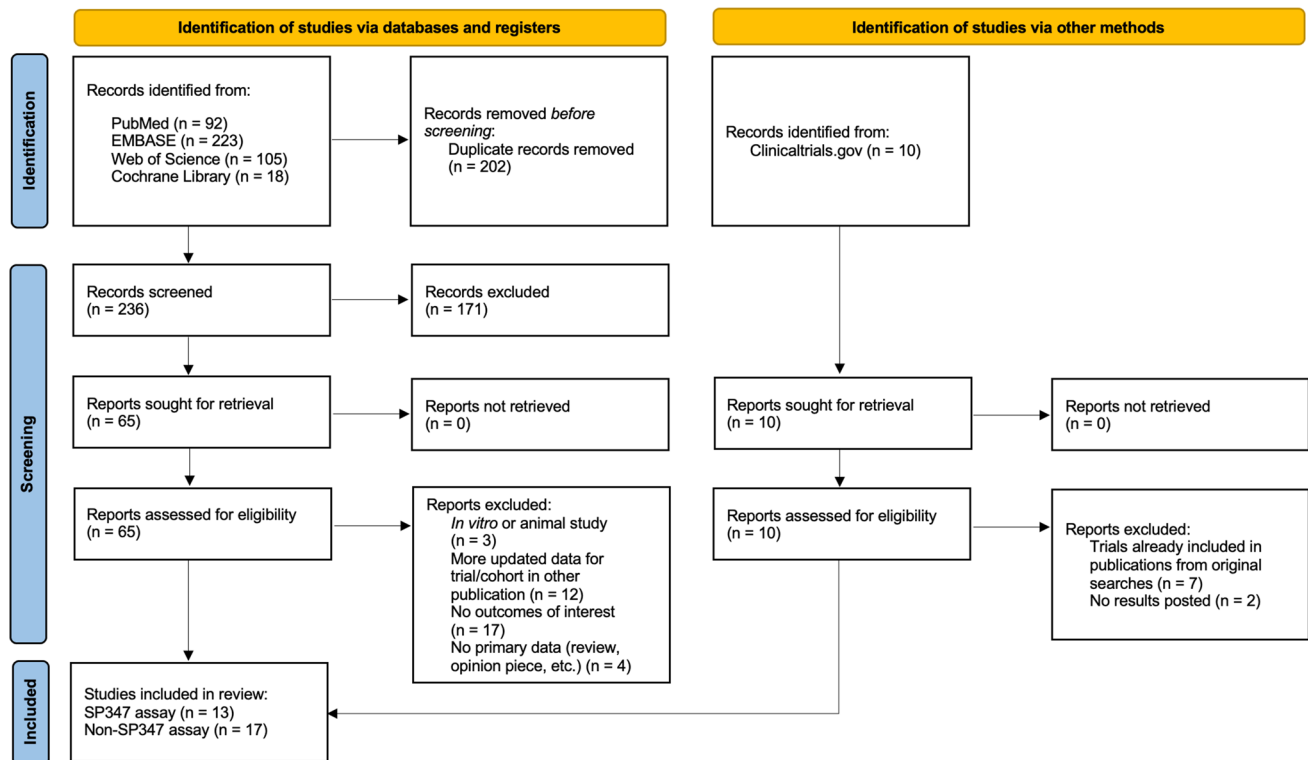 Identification of studies via databases and registers
Identification of studies via other methods
Identification
Records identified from:
PubMed (n = 92)
EMBASE (n = 223)
Web of Science (n = 105)
Cochrane Library (n = 18)
Records removed before
screening:
Duplicate records removed
(n = 202)
Records identified from:
Clinicaltrials.gov (n = 10)
Screening
Records screened
(n = 236)
Records excluded
(n = 171)
Reports sought for retrieval
(n = 65)
Reports not retrieved
(n = 0)
Reports sought for retrieval
(n = 10)
Reports not retrieved
(n = 0)
Reports assessed for eligibility
(n = 65)
Reports excluded:
In vitro or animal study
(n = 3)
More updated data for
trial/cohort in other
publication (n = 12)
No outcomes of interest
(n = 17)
No primary data (review,
opinion piece, etc.) (n = 4)
Reports assessed for eligibility
(n = 10)
Reports excluded:
Trials already included in
publications from original
searches (n = 7)
No results posted (n = 2)
Included
Studies included in review:
SP347 assay (n = 13)
Non-SP347 assay (n = 17)